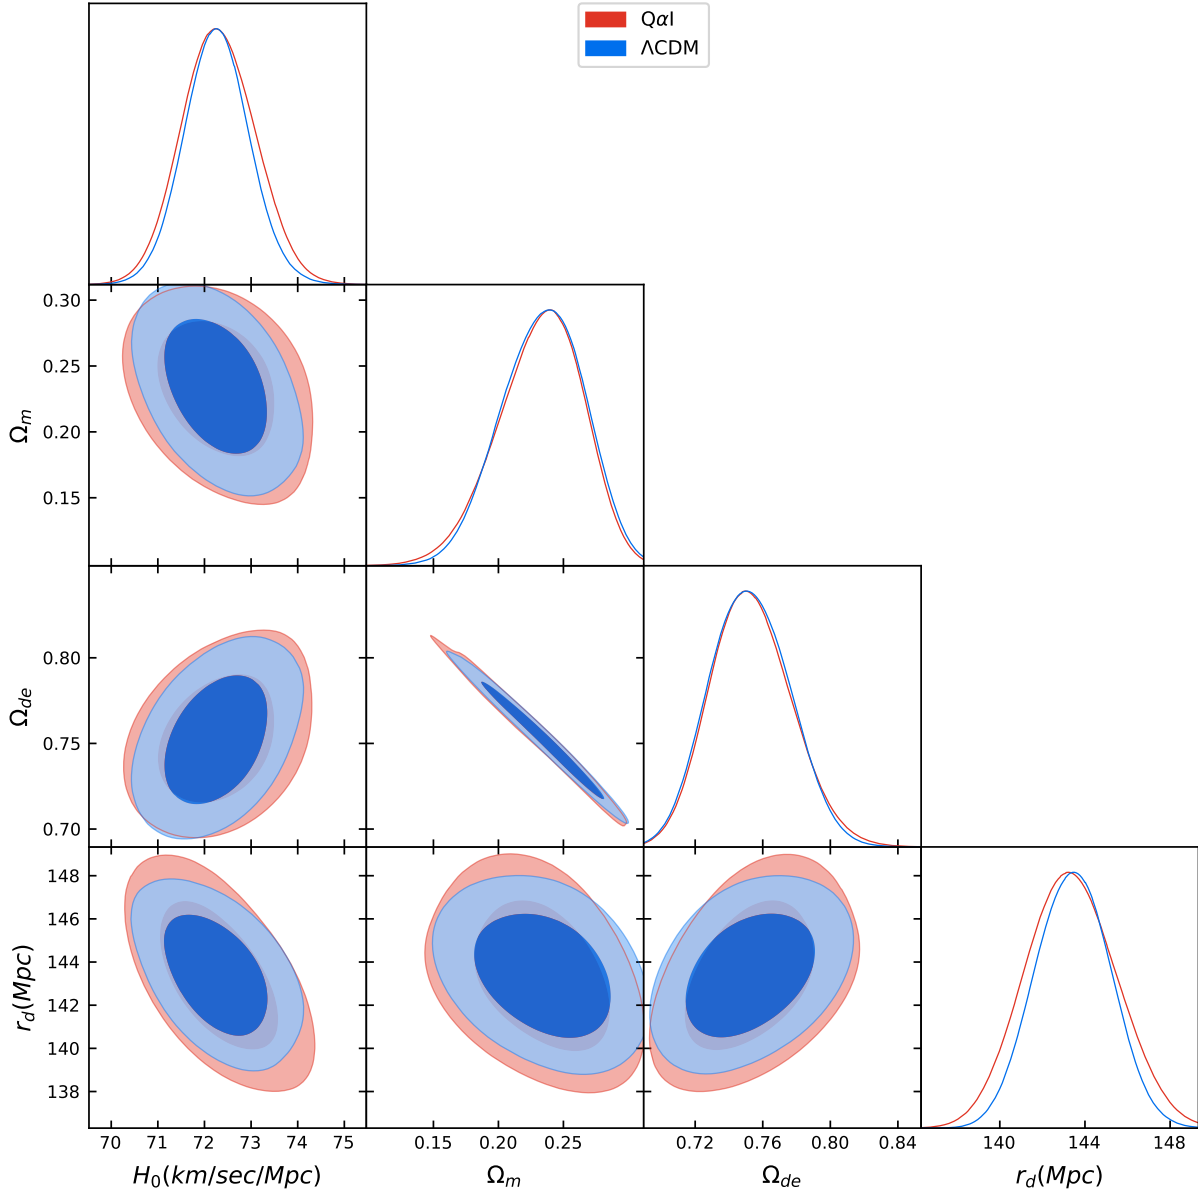 QαI
ΛCDM
0.30
0.25
0.20
0.15
Ωm
0.80
0.75
0.70
Ωde
148
146
144
142
140
138
rd(Mpc)
70 71 72 73 74 75
0.15 0.20 0.25
0.72 0.76 0.80 0.84
140 144 148
H0(km/sec/Mpc)
Ωm
Ωde
rd(Mpc)